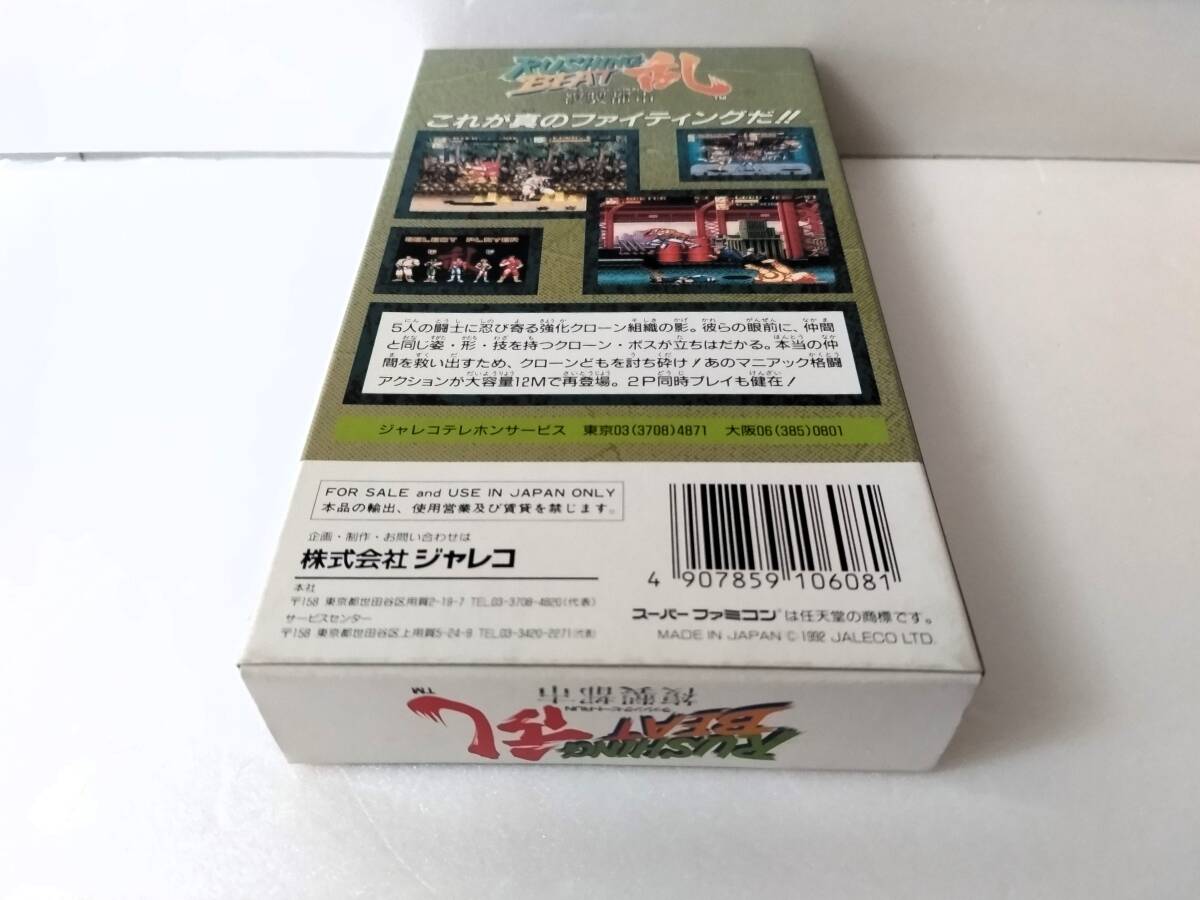 RUSHING
BEAT 乱
複製都市
TM
これが真のファイティングだ!!
SELECT PLAYER
5人の闘士に忍び寄る強化クローン組織の影。彼らの眼前に、仲間
と同じ姿・形・技を持つクローン・ボスが立ちはだかる。本当の仲
間を救い出すため、クローンどもを討ち砕け!あのマニアック格闘
アクションが大容量12Mで再登場。2P同時プレイも健在!
ジャレコテレホンサービス 東京03(3708)4871 大阪06(385)0801
FOR SALE and USE IN JAPAN ONLY
本品の輸出、使用営業及び賃貸を禁じます。
企画・制作・お問い合わせは
株式会社 ジャレコ
本社
〒158 東京都世田谷区用賀2-19-7 TEL.03-3708-4820(代表)
サービスセンター
〒158 東京都世田谷区上用賀5-24-9 TEL.03-3420-2271(代表)
4 907859 106081
スーパーファミコンは任天堂の商標です。
MADE IN JAPAN © 1992 JALECO LTD.
RUSHING
BEAT 乱
ラッシング・ビートRUN
複製都市
TM